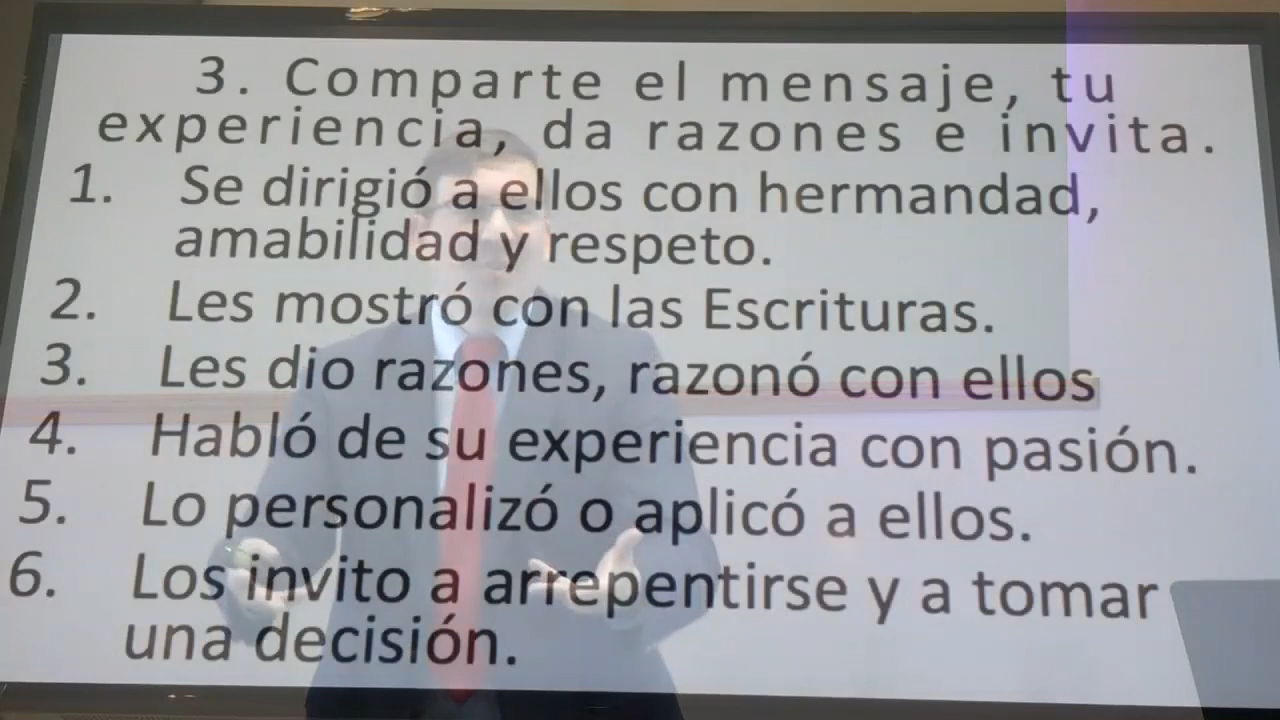 3. Comparte el mensaje, tu
experiencia, da razones e invita.
1. Se dirigió a ellos con hermandad,
amabilidad y respeto.
2. Les mostró con las Escrituras.
3. Les dio razones, razonó con ellos
4. Habló de su experiencia con pasión.
5. Lo personalizó o aplicó a ellos.
6. Los invito a arrepentirse y a tomar
una decisión.